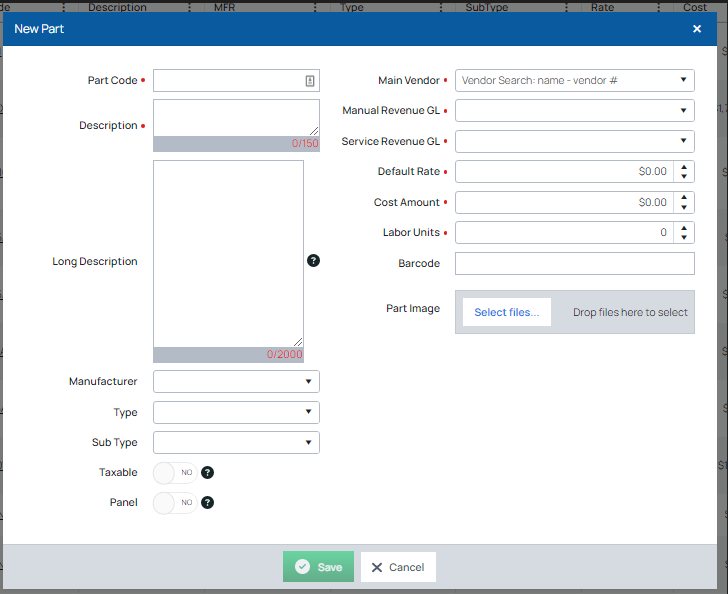 Description MFR Type SubType Rate Cost
New Part
Part Code
Description
0/150
Long Description
0/2000
Manufacturer
Type
Sub Type
Taxable NO
Panel NO
Main Vendor Vendor Search: name - vendor #
Manual Revenue GL
Service Revenue GL
Default Rate $0.00
Cost Amount $0.00
Labor Units 0
Barcode
Part Image Select files... Drop files here to select
Save Cancel